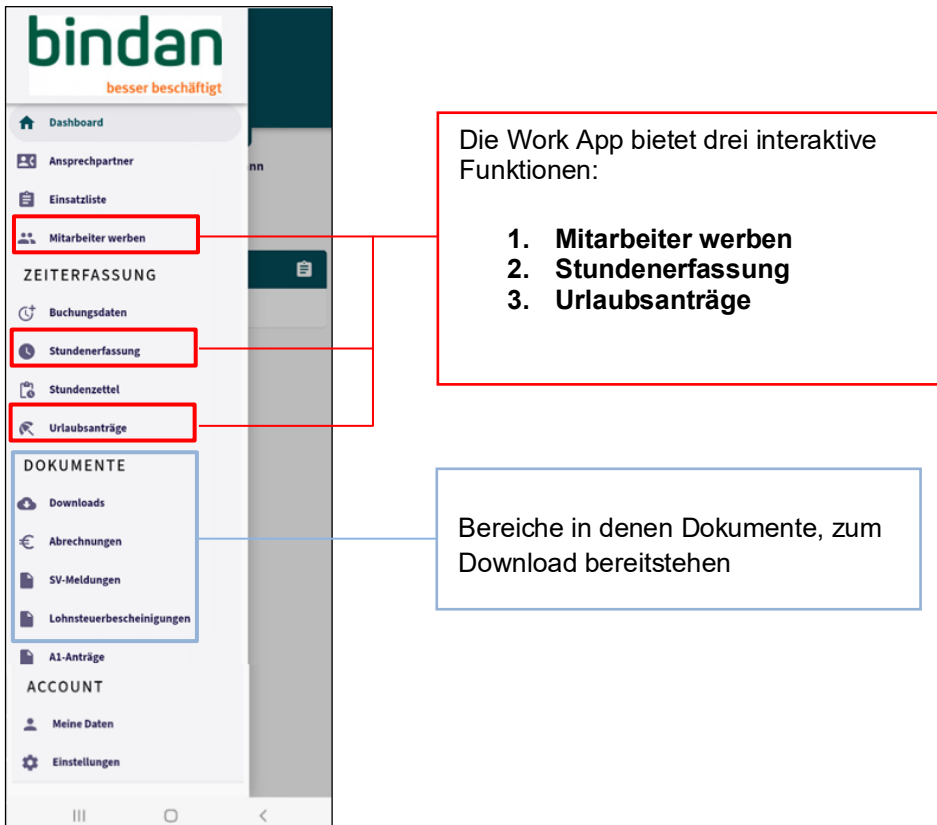 bindan
besser beschäftigt
Dashboard
Ansprechpartner
nn
Einsatzliste
Mitarbeiter werben
ZEITERFASSUNG
Buchungsdaten
Stundenerfassung
Stundenzettel
Urlaubsanträge
DOKUMENTE
Downloads
Abrechnungen
SV-Meldungen
Lohnsteuerbescheinigungen
A1-Anträge
ACCOUNT
Meine Daten
Einstellungen
Die Work App bietet drei interaktive
Funktionen:
1. Mitarbeiter werben
2. Stundenerfassung
3. Urlaubsanträge
Bereiche in denen Dokumente, zum
Download bereitstehen